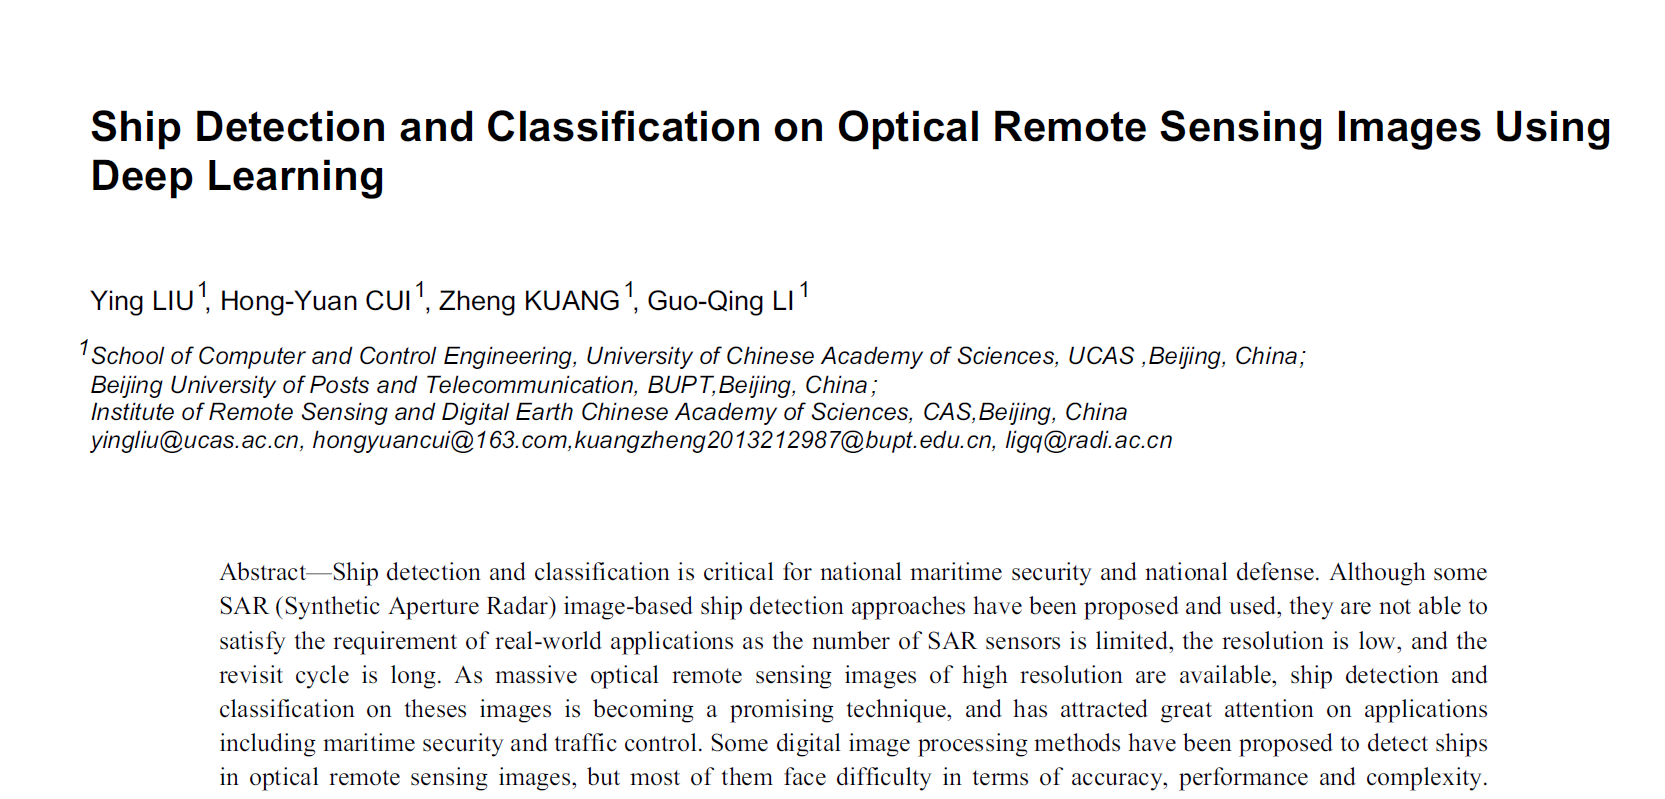 Ship Detection and Classification on Optical Remote Sensing Images Using
Deep Learning
Ying LIU1, Hong-Yuan CUI1, Zheng KUANG1, Guo-Qing LI1
1School of Computer and Control Engineering, University of Chinese Academy of Sciences, UCAS ,Beijing, China;
Beijing University of Posts and Telecommunication, BUPT,Beijing, China;
Institute of Remote Sensing and Digital Earth Chinese Academy of Sciences, CAS,Beijing, China
yingliu@ucas.ac.cn, hongyuancui@163.com,kuangzheng2013212987@bupt.edu.cn, ligq@radi.ac.cn
Abstract—Ship detection and classification is critical for national maritime security and national defense. Although some
SAR (Synthetic Aperture Radar) image-based ship detection approaches have been proposed and used, they are not able to
satisfy the requirement of real-world applications as the number of SAR sensors is limited, the resolution is low, and the
revisit cycle is long. As massive optical remote sensing images of high resolution are available, ship detection and
classification on theses images is becoming a promising technique, and has attracted great attention on applications
including maritime security and traffic control. Some digital image processing methods have been proposed to detect ships
in optical remote sensing images, but most of them face difficulty in terms of accuracy, performance and complexity.